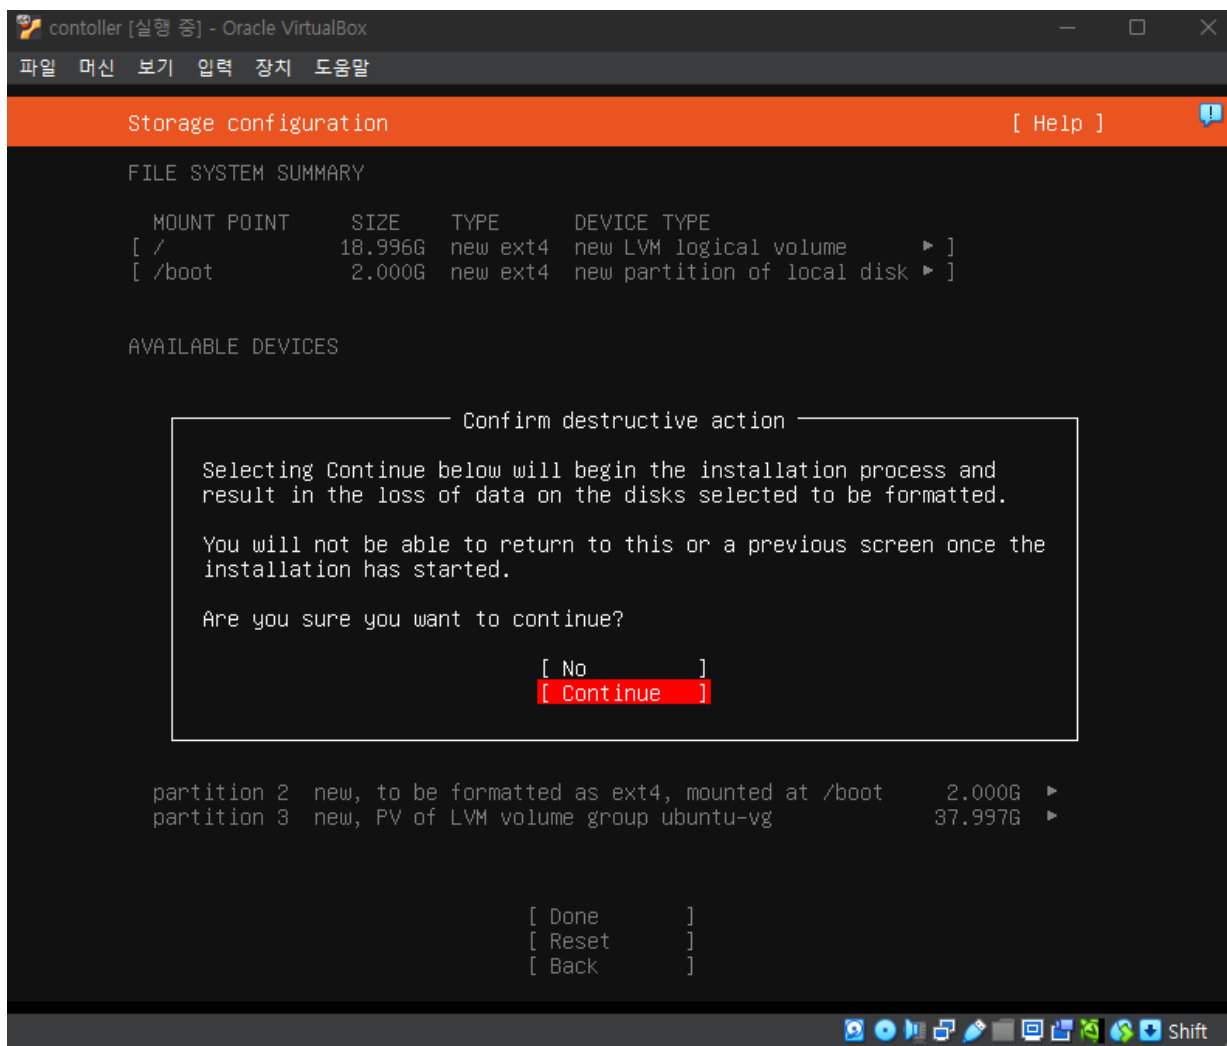 contoller [실행 중] - Oracle VirtualBox
파일 머신 보기 입력 장치 도움말
Storage configuration [ Help ]
FILE SYSTEM SUMMARY
MOUNT POINT SIZE TYPE DEVICE TYPE
[ / 18.996G new ext4 new LVM logical volume ▸ ]
[ /boot 2.000G new ext4 new partition of local disk ▸ ]
AVAILABLE DEVICES
Confirm destructive action
Selecting Continue below will begin the installation process and
result in the loss of data on the disks selected to be formatted.
You will not be able to return to this or a previous screen once the
installation has started.
Are you sure you want to continue?
[ No ]
[ Continue ]
partition 2 new, to be formatted as ext4, mounted at /boot 2.000G ▸
partition 3 new, PV of LVM volume group ubuntu-vg 37.997G ▸
[ Done ]
[ Reset ]
[ Back ]
Shift